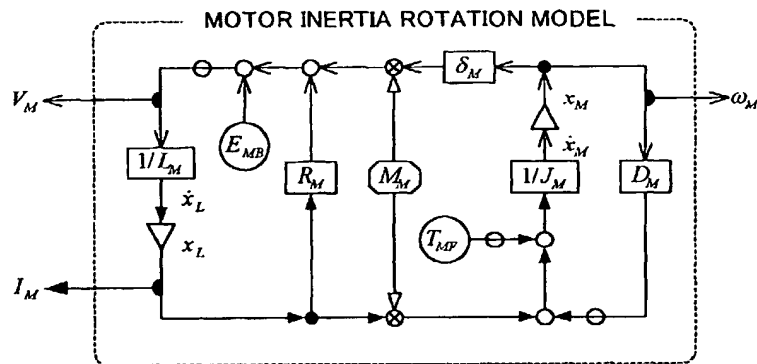 MOTOR INERTIA ROTATION MODEL
δ_M
V_M
x_M
ω_M
E_MB
ẋ_M
1/L_M
R_M
M_M
1/J_M
D_M
ẋ_L
T_MF
x_L
I_M